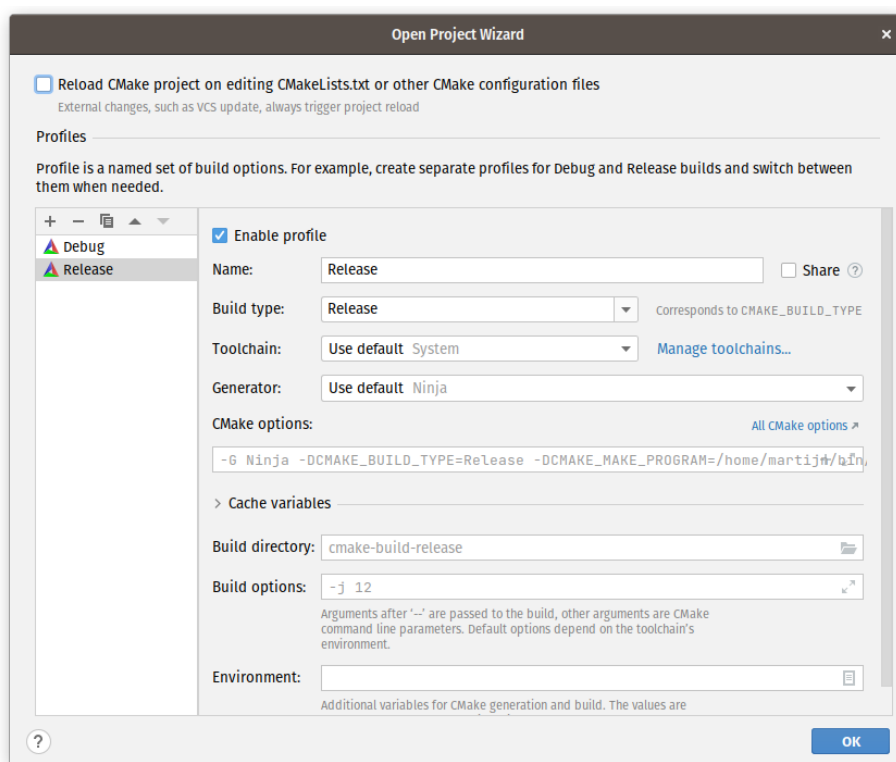 Open Project Wizard
Reload CMake project on editing CMakeLists.txt or other CMake configuration files
External changes, such as VCS update, always trigger project reload
Profiles
Profile is a named set of build options. For example, create separate profiles for Debug and Release builds and switch between
them when needed.
Debug
Release
Enable profile
Name: Release Share ?
Build type: Release Corresponds to CMAKE_BUILD_TYPE
Toolchain: Use default System Manage toolchains...
Generator: Use default Ninja
CMake options: All CMake options ↗
-G Ninja -DCMAKE_BUILD_TYPE=Release -DCMAKE_MAKE_PROGRAM=/home/martijn/bin/
Cache variables
Build directory: cmake-build-release
Build options: -j 12
Arguments after '--' are passed to the build, other arguments are CMake
command line parameters. Default options depend on the toolchain's
environment.
Environment:
Additional variables for CMake generation and build. The values are
? OK